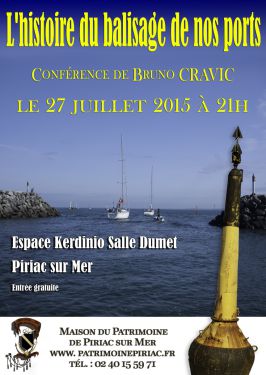 L'histoire du balisage de nos ports
Conférence de Bruno CRAVIC
le 27 juillet 2015 à 21h
Espace Kerdinio Salle Dumet
Piriac sur Mer
Entrée gratuite
Maison du Patrimoine
de Piriac sur Mer
www.patrimoinepiriac.fr
Tél. : 02 40 15 59 71